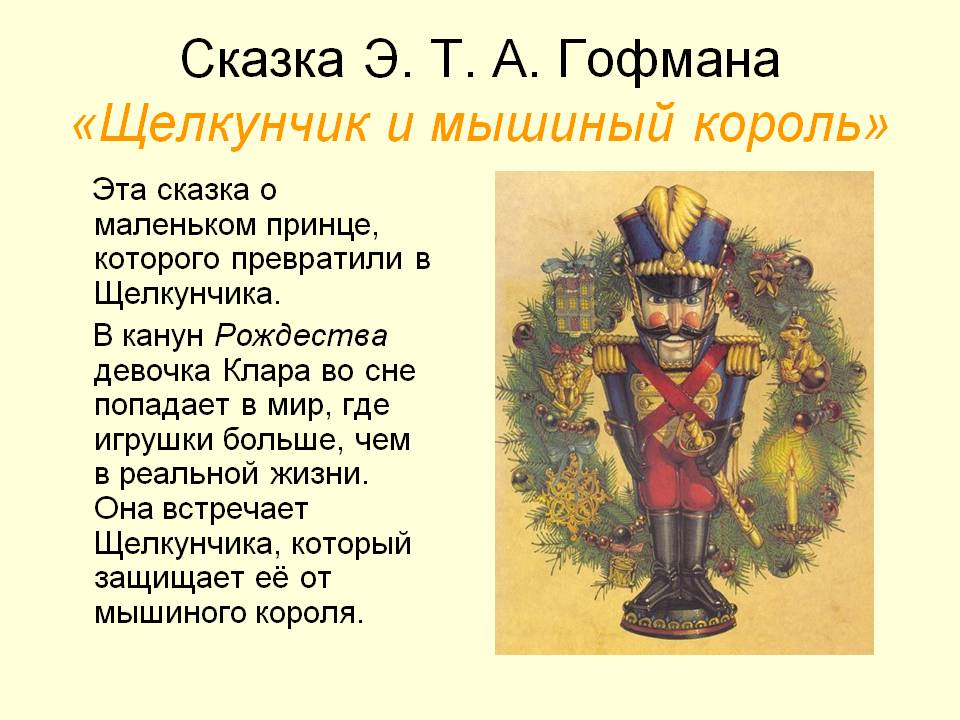 Сказка Э. Т. А. Гофмана
«Щелкунчик и мышиный король»
Эта сказка о
маленьком принце,
которого превратили в
Щелкунчика.
В канун Рождества
девочка Клара во сне
попадает в мир, где
игрушки больше, чем
в реальной жизни.
Она встречает
Щелкунчика, который
защищает её от
мышиного короля.